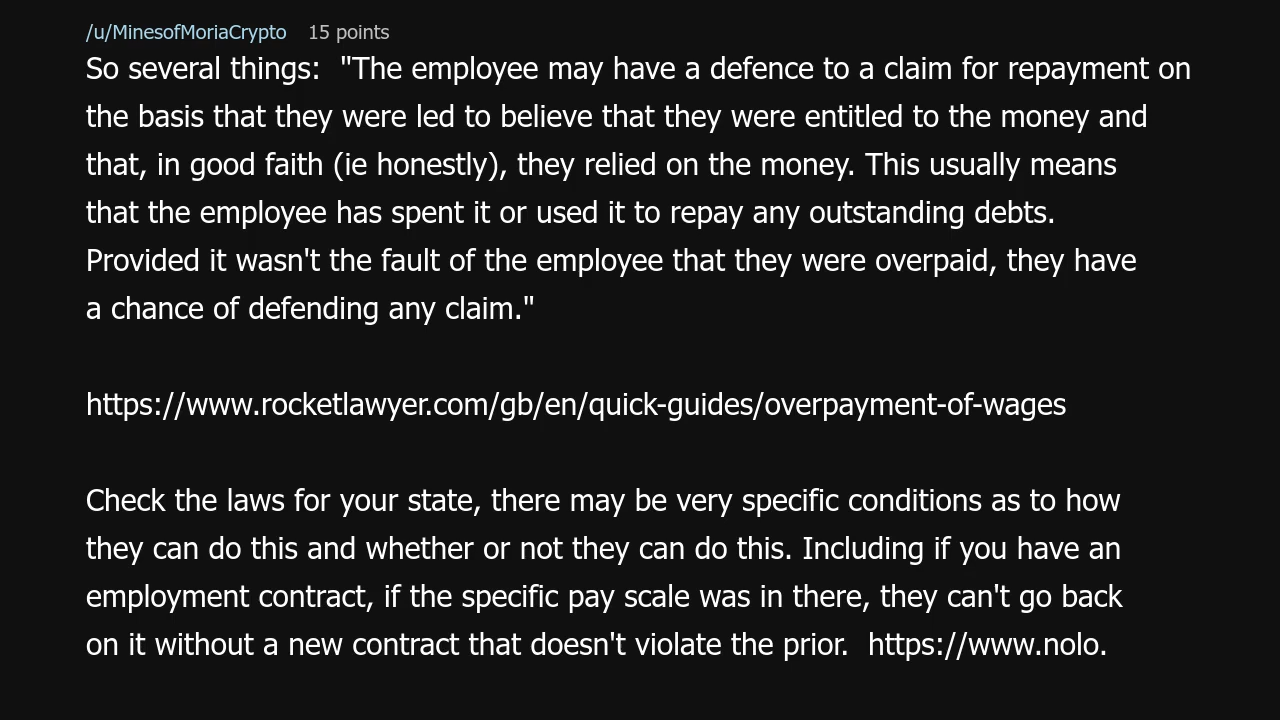 /u/MinesofMoriaCrypto 15 points
So several things:  "The employee may have a defence to a claim for repayment on
the basis that they were led to believe that they were entitled to the money and
that, in good faith (ie honestly), they relied on the money. This usually means
that the employee has spent it or used it to repay any outstanding debts.
Provided it wasn't the fault of the employee that they were overpaid, they have
a chance of defending any claim."
https://www.rocketlawyer.com/gb/en/quick-guides/overpayment-of-wages
Check the laws for your state, there may be very specific conditions as to how
they can do this and whether or not they can do this. Including if you have an
employment contract, if the specific pay scale was in there, they can't go back
on it without a new contract that doesn't violate the prior.  https://www.nolo.